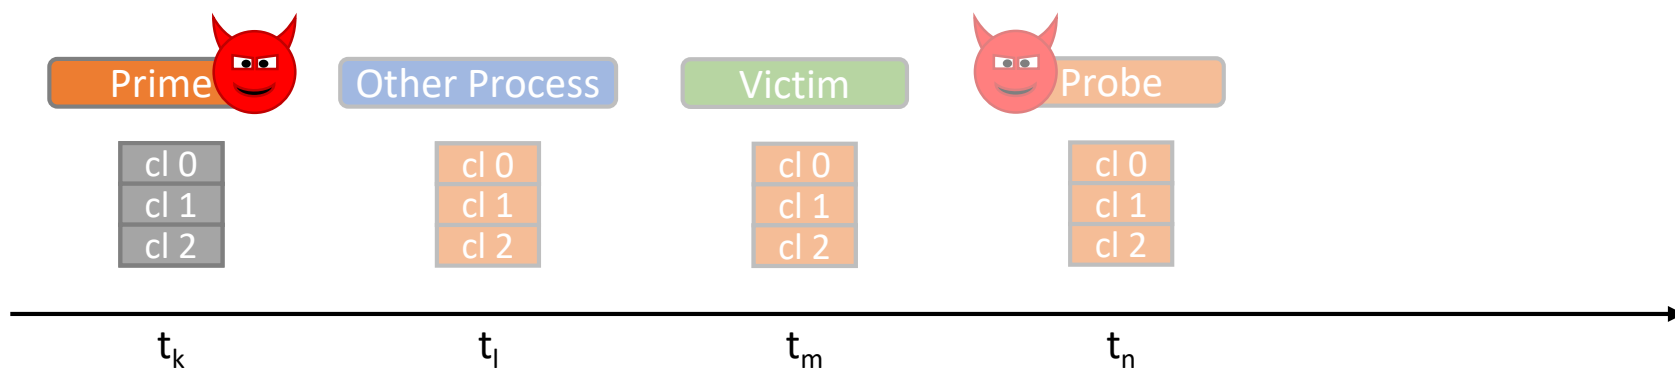 Prime Other Process Victim Probe
cl 0 cl 0 cl 0 cl 0
cl 1 cl 1 cl 1 cl 1
cl 2 cl 2 cl 2 cl 2
tₖ tₗ tₘ tₙ